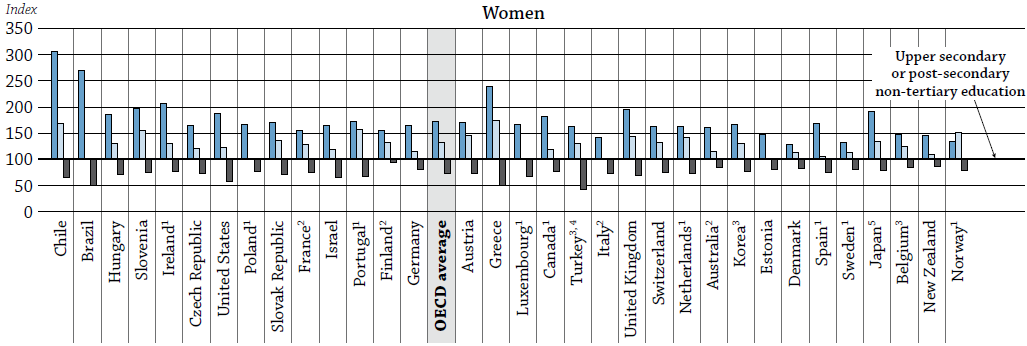 Index
Women
350
300
250
200
150
100
50
0
Upper secondary
or post-secondary
non-tertiary education
Chile
Brazil
Hungary
Slovenia
Ireland¹
Czech Republic
United States
Poland¹
Slovak Republic
France²
Israel
Portugal¹
Finland²
Germany
OECD average
Austria
Greece
Luxembourg¹
Canada¹
Turkey³,⁴
Italy²
United Kingdom
Switzerland
Netherlands¹
Australia²
Korea³
Estonia
Denmark
Spain¹
Sweden¹
Japan⁵
Belgium³
New Zealand
Norway¹